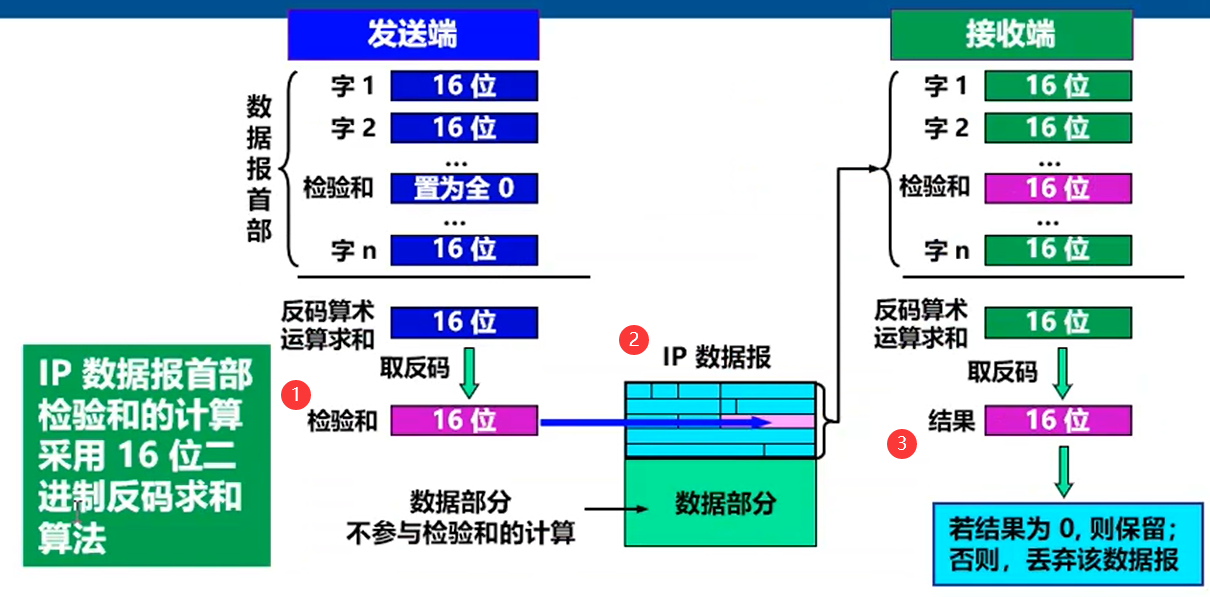 发送端
数据报首部
字 1
16 位
字 2
16 位
...
检验和
置为全 0
...
字 n
16 位
反码算术
运算求和
16 位
取反码
1
检验和
16 位
IP 数据报首部
检验和的计算
采用 16 位二
进制反码求和
算法
2
IP 数据报
数据部分
不参与检验和的计算
数据部分
接收端
字 1
16 位
字 2
16 位
...
检验和
16 位
...
字 n
16 位
反码算术
运算求和
16 位
取反码
结果
16 位
3
若结果为 0, 则保留；
否则，丢弃该数据报